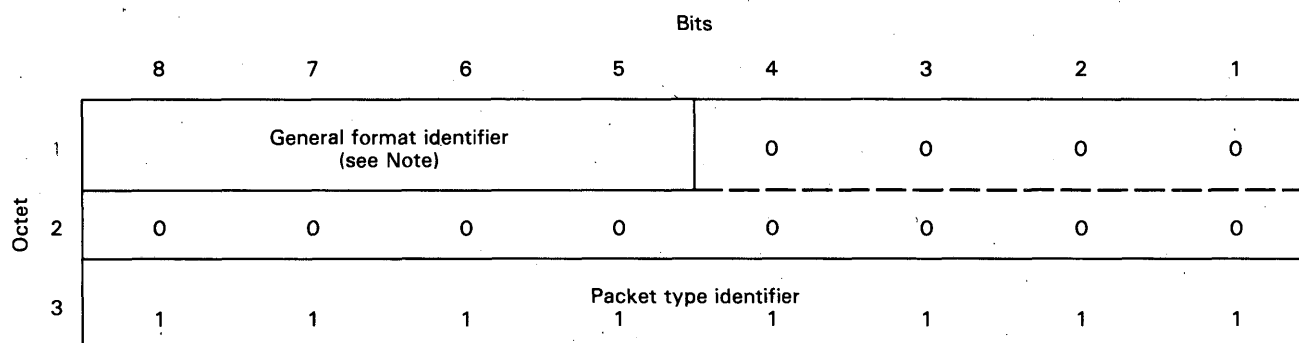 Bits
8 7 6 5 4 3 2 1
General format identifier
(see Note)
1 0 0 0 0
Octet
2 0 0 0 0 0 0 0 0
Packet type identifier
3 1 1 1 1 1 1 1 1